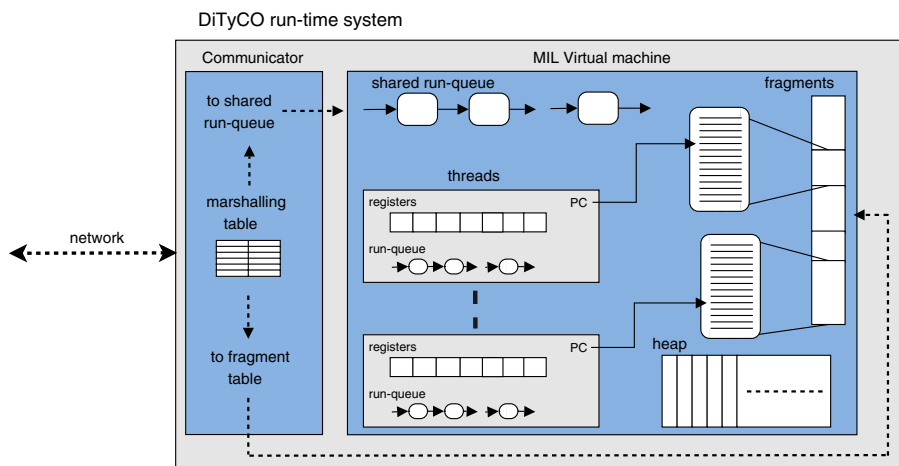 DiTyCO run-time system
Communicator
MIL Virtual machine
to shared
run-queue
shared run-queue
fragments
threads
registers
PC
marshalling
table
network
run-queue
to fragment
table
registers
PC
heap
run-queue